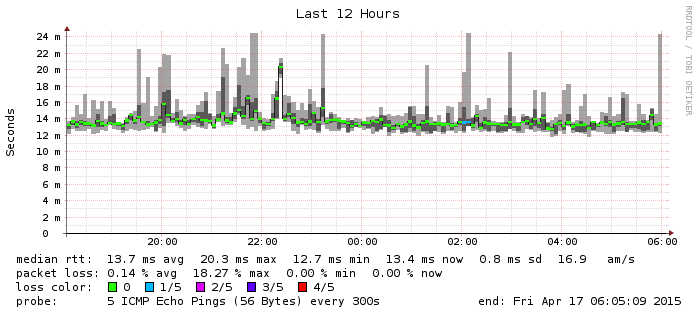 Last 12 Hours
RRDTOOL / TOBI OETIKER
Seconds
24 m
22 m
20 m
18 m
16 m
14 m
12 m
10 m
8 m
6 m
4 m
2 m
0
20:00 22:00 00:00 02:00 04:00 06:00
median rtt: 13.7 ms avg 20.3 ms max 12.7 ms min 13.4 ms now 0.8 ms sd 16.9 am/s
packet loss: 0.14 % avg 18.27 % max 0.00 % min 0.00 % now
loss color: 0 1/5 2/5 3/5 4/5
probe: 5 ICMP Echo Pings (56 Bytes) every 300s end: Fri Apr 17 06:05:09 2015